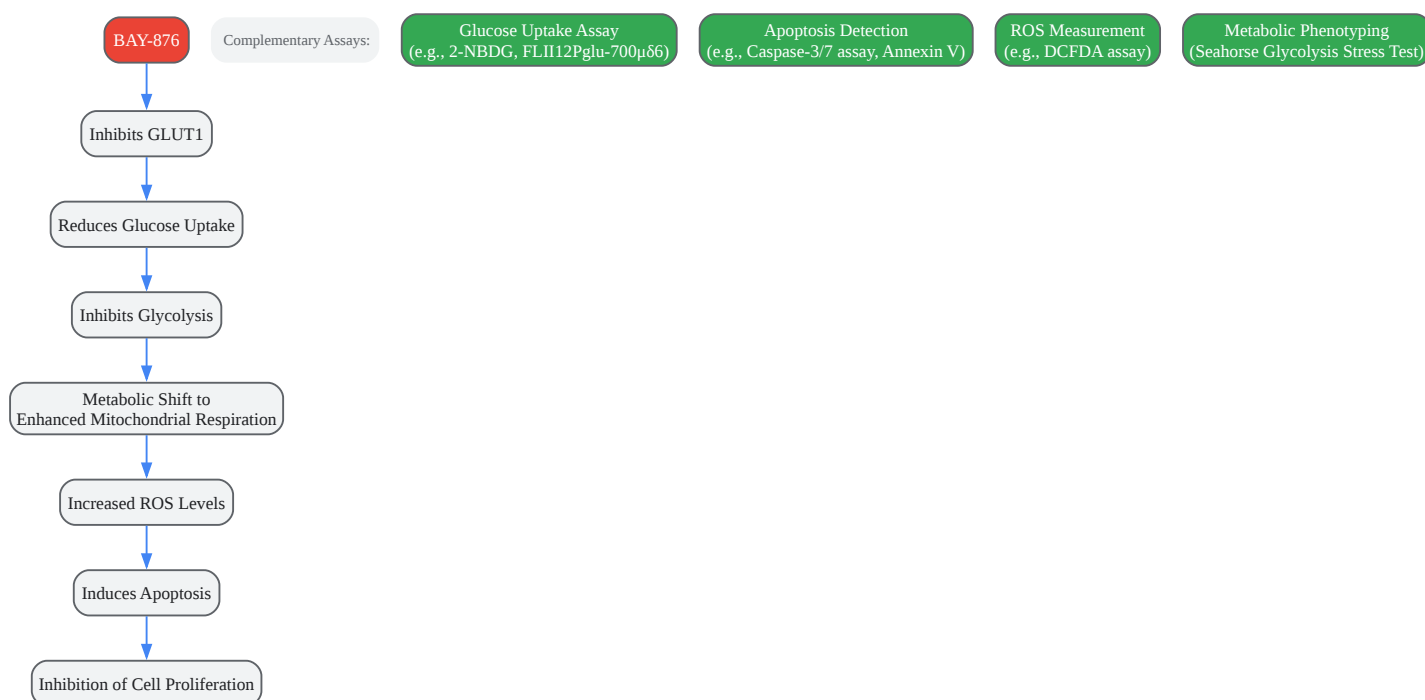 BAY-876
Complementary Assays:
Glucose Uptake Assay
(e.g., 2-NBDG, FLII12Pglu-700μδ6)
Apoptosis Detection
(e.g., Caspase-3/7 assay, Annexin V)
ROS Measurement
(e.g., DCFDA assay)
Metabolic Phenotyping
(Seahorse Glycolysis Stress Test)
Inhibits GLUT1
Reduces Glucose Uptake
Inhibits Glycolysis
Metabolic Shift to
Enhanced Mitochondrial Respiration
Increased ROS Levels
Induces Apoptosis
Inhibition of Cell Proliferation